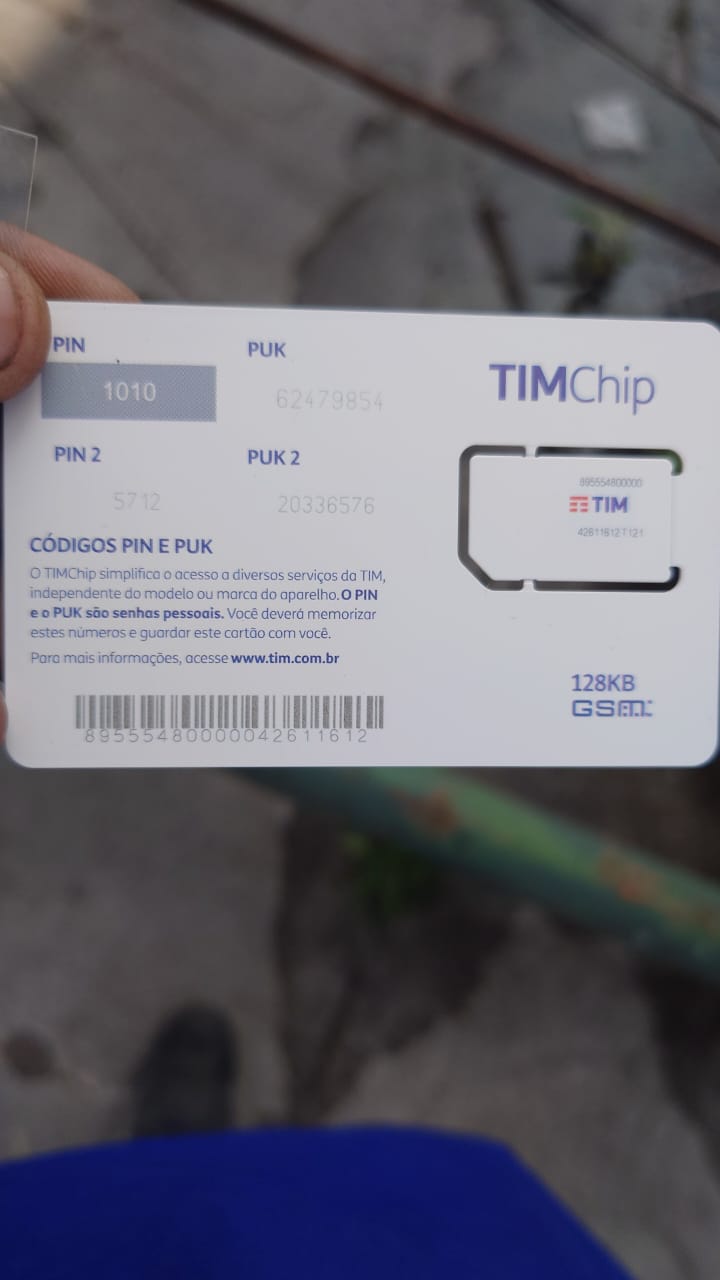 PIN
PUK
1010
62479854
TIMChip
PIN 2
PUK 2
5712
20336576
895554800000
TIM
42611612T121
CÓDIGOS PIN E PUK
O TIMChip simplifica o acesso a diversos serviços da TIM,
independente do modelo ou marca do aparelho. O PIN
e o PUK são senhas pessoais. Você deverá memorizar
estes números e guardar este cartão com você.
Para mais informações, acesse www.tim.com.br
128KB
GSM
89555480000042611612